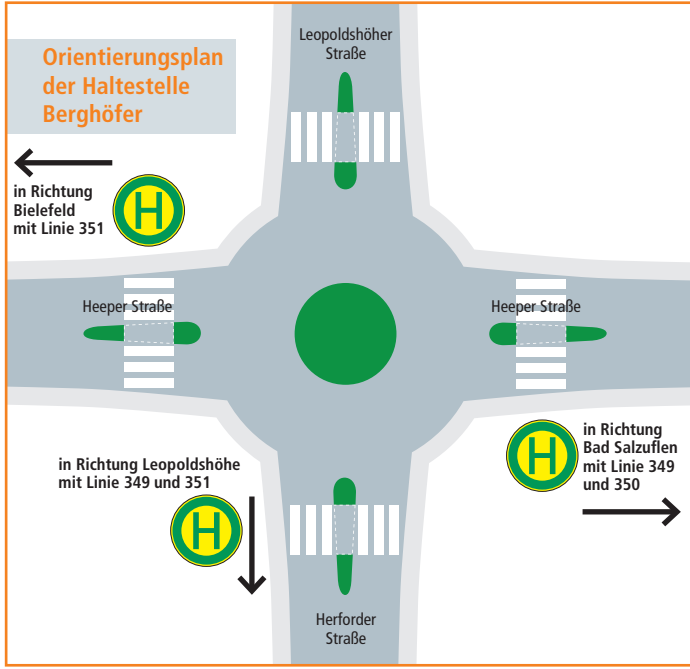 Orientierungsplan
der Haltestelle
Berghöfer
Leopoldshöher
Straße
in Richtung
Bielefeld
mit Linie 351
H
Heeper Straße
Heeper Straße
in Richtung Leopoldshöhe
mit Linie 349 und 351
H
H
in Richtung
Bad Salzuflen
mit Linie 349
und 350
Herforder
Straße